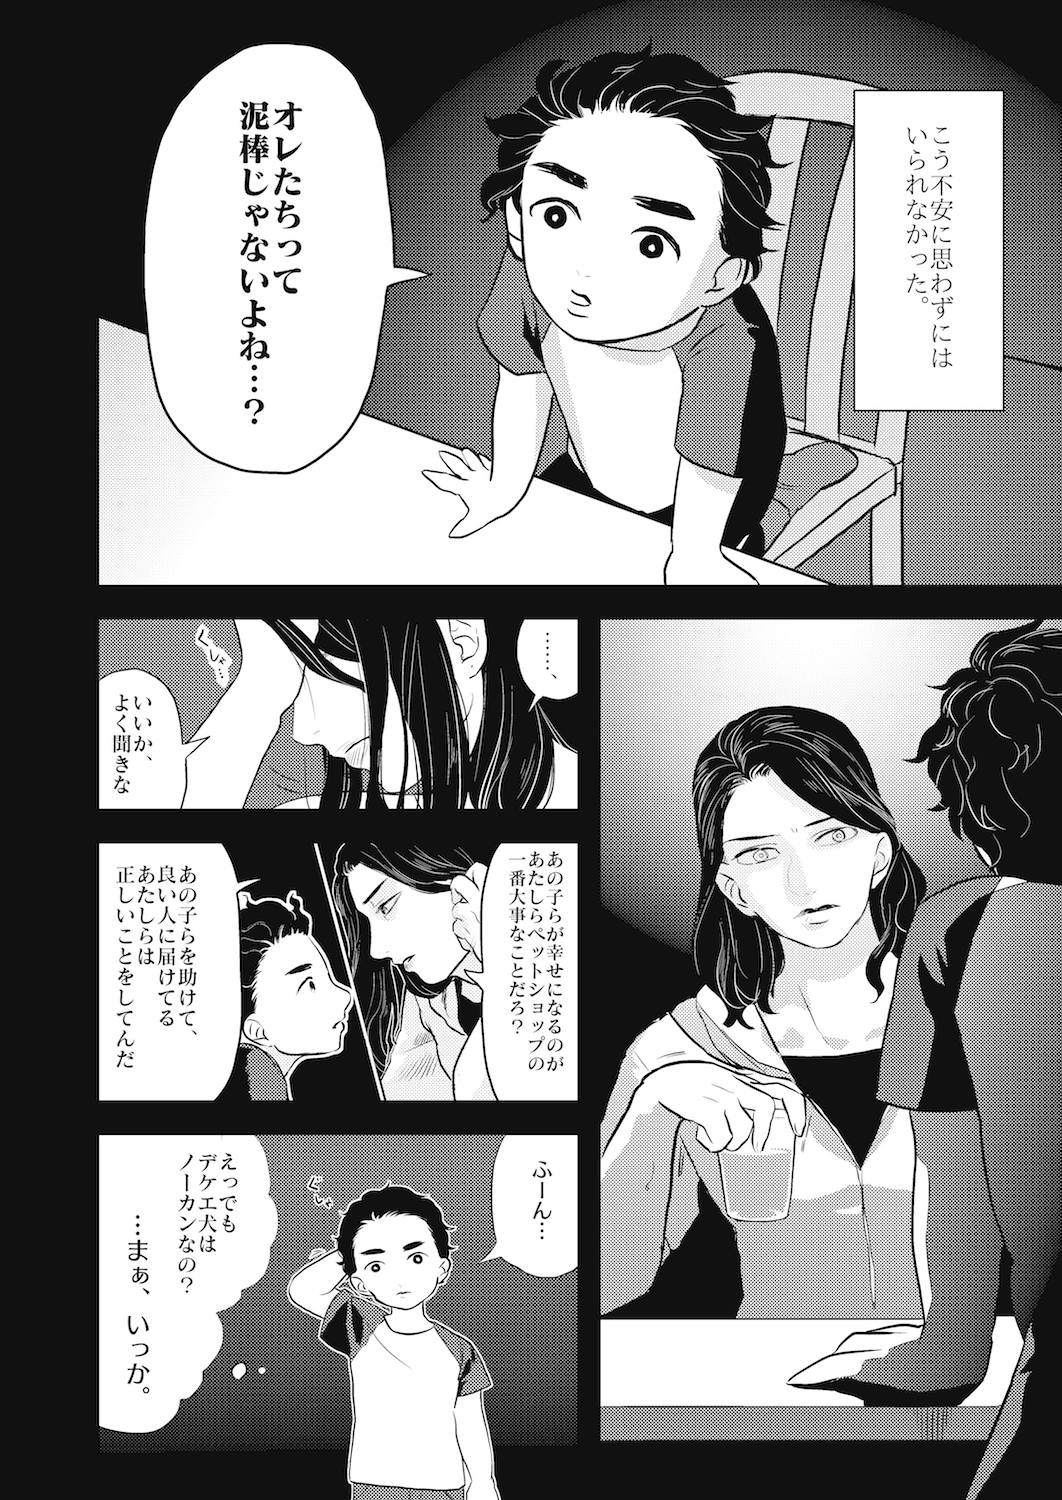 こう不安に思わずには
いられなかった。
オレたちって
泥棒じゃないよね…？
……、
くしゃ…
いいか、
よく聞きな
あの子らが幸せになるのが
あたしらペットショップの
一番大事なことだろ？
あの子らを助けて、
良い人に届けてる
あたしらは
正しいことをしてんだ
ふーん…
ぐしゃ
えっでも
デケエ犬は
ノーカンなの？
…まぁ、いっか。